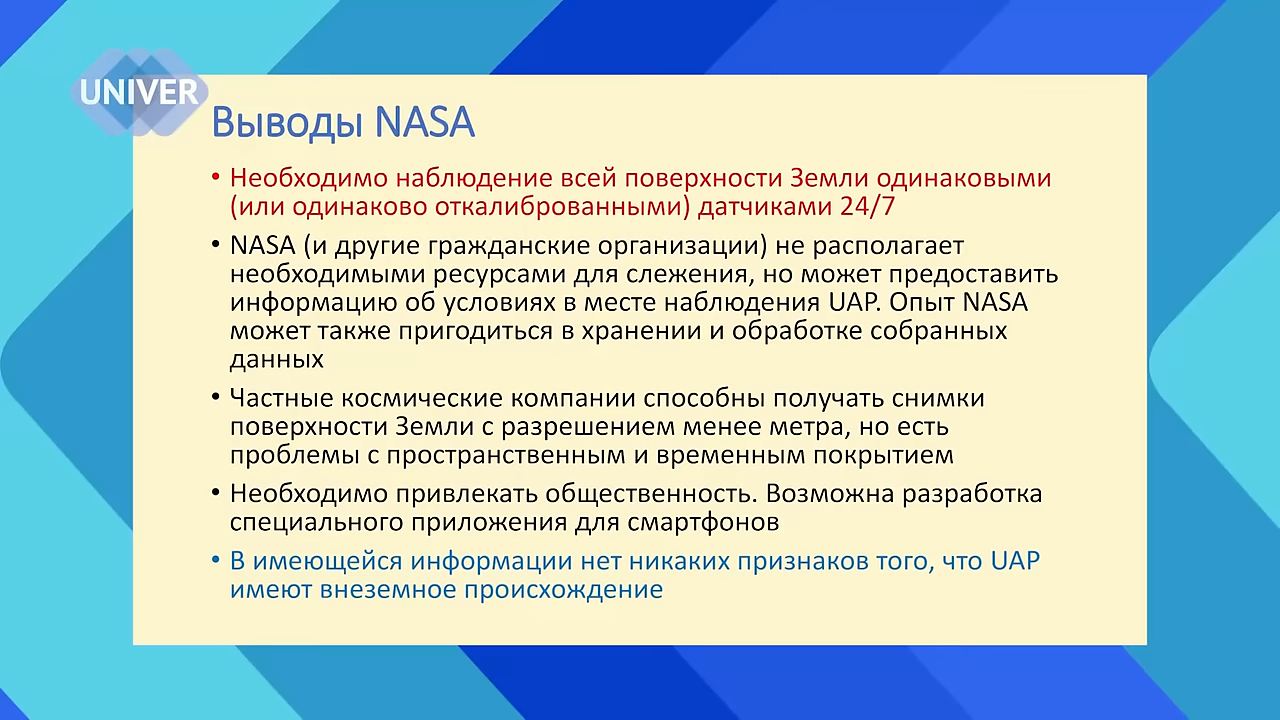 UNIVER
Выводы NASA
• Необходимо наблюдение всей поверхности Земли одинаковыми
(или одинаково откалиброванными) датчиками 24/7
• NASA (и другие гражданские организации) не располагает
необходимыми ресурсами для слежения, но может предоставить
информацию об условиях в месте наблюдения UAP. Опыт NASA
может также пригодиться в хранении и обработке собранных
данных
• Частные космические компании способны получать снимки
поверхности Земли с разрешением менее метра, но есть
проблемы с пространственным и временным покрытием
• Необходимо привлекать общественность. Возможна разработка
специального приложения для смартфонов
• В имеющейся информации нет никаких признаков того, что UAP
имеют внеземное происхождение